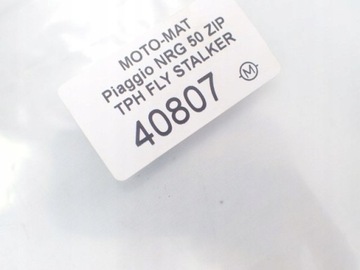 MOTO-MAT
Piaggio NRG 50 ZIP
TPH FLY STALKER
40807
M